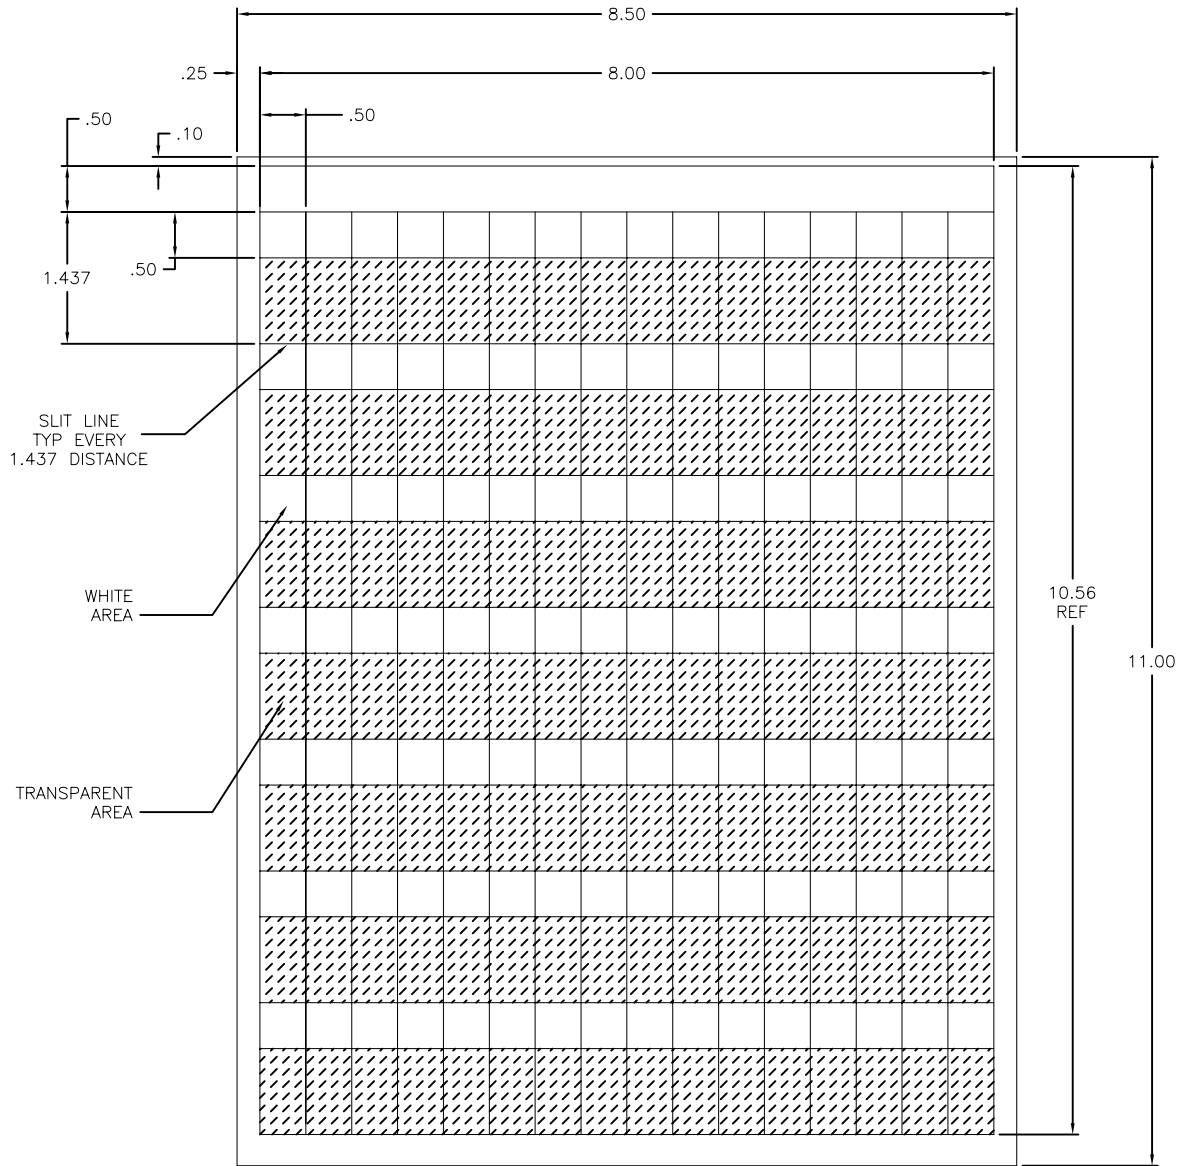 8.50
.25
8.00
.50
.50
.10
1.437
.50
SLIT LINE
TYP EVERY
1.437 DISTANCE
WHITE
AREA
10.56
REF
11.00
TRANSPARENT
AREA